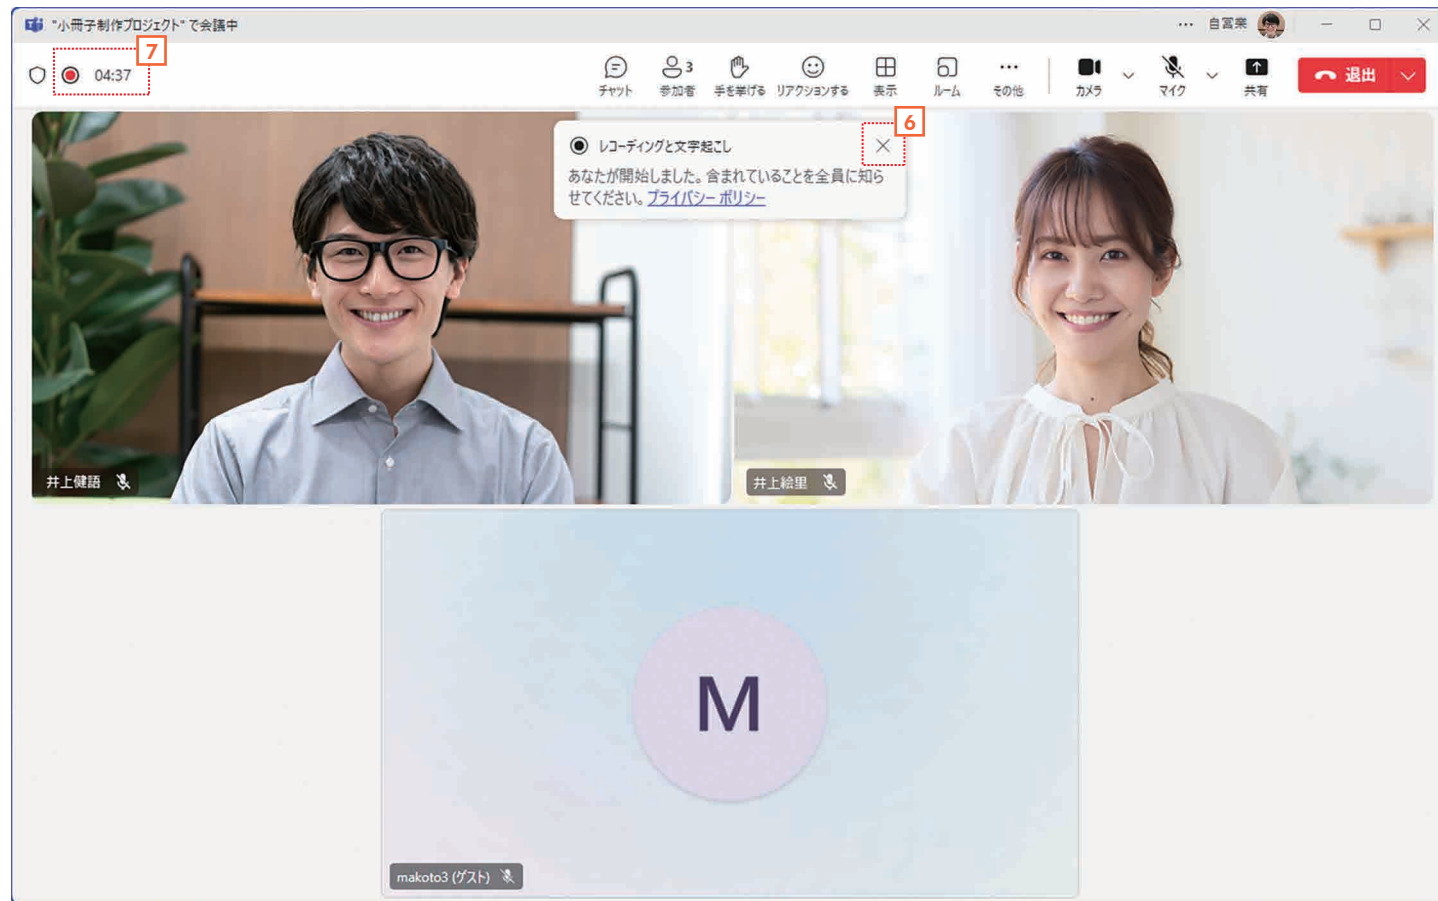 "小冊子制作プロジェクト" で会議中
自営業
7
04:37
チャット
3
参加者
手を挙げる
リアクションする
表示
ルーム
その他
カメラ
マイク
共有
退出
6
レコーディングと文字起こし
あなたが開始しました。含まれていることを全員に知ら
せてください。プライバシー ポリシー
井上健語
井上絵里
M
makoto3 (ゲスト)